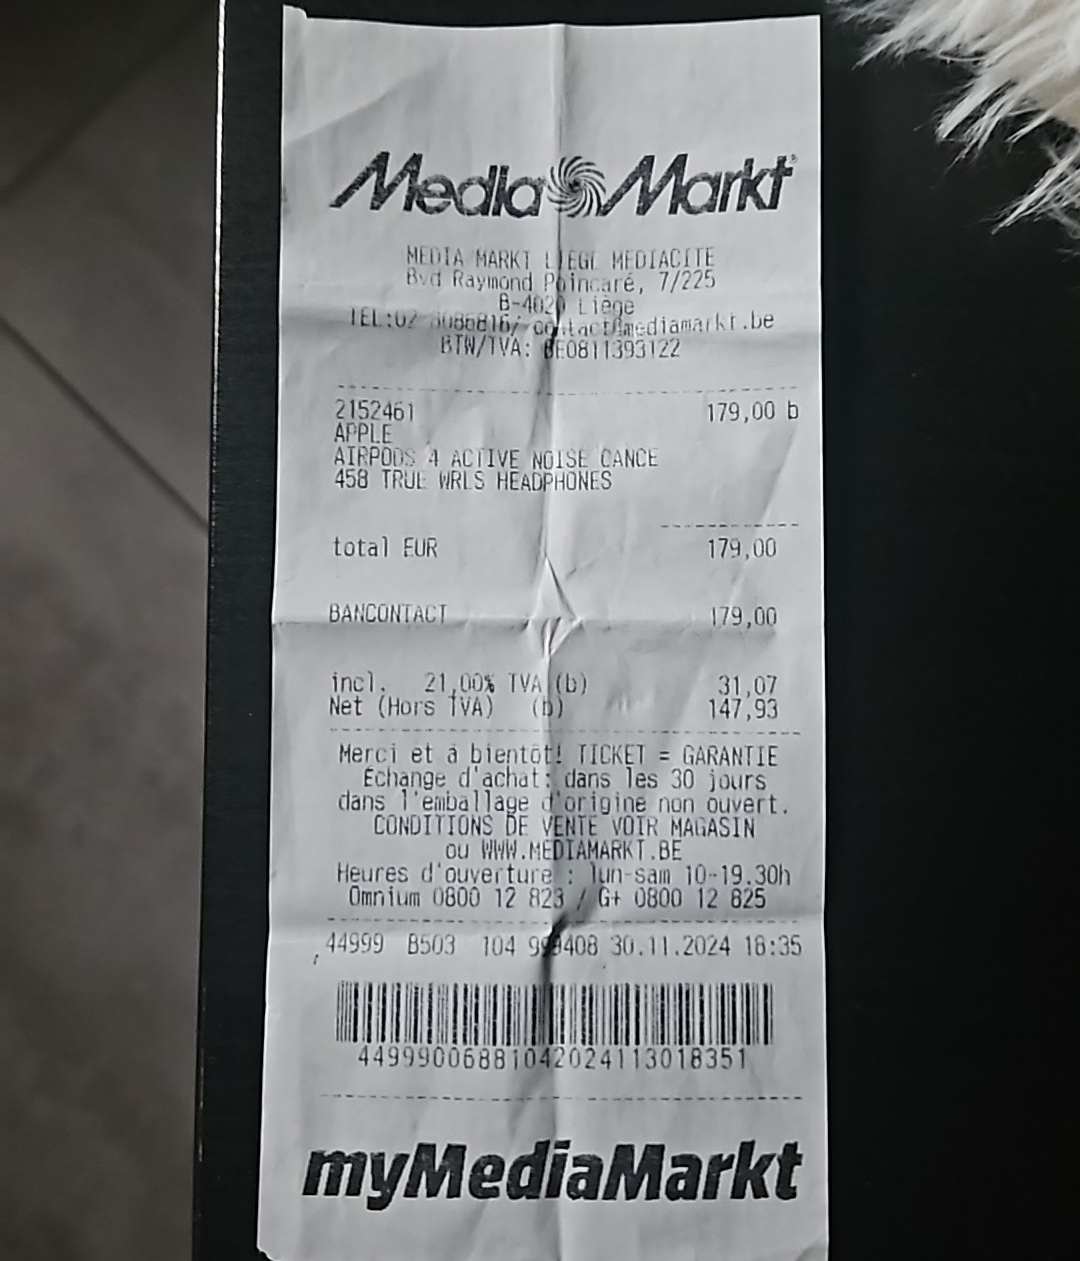 MediaMarkt
MEDIA MARKT LIEGE MEDIACITE
Bvd Raymond Poincaré, 7/225
B-4020 Liège
TEL:02 contact@mediamarkt.be
BTW/TVA: BE0811393122
2152461 179,00 b
APPLE
AIRPODS 4 ACTIVE NOISE CANCE
458 TRUE WRLS HEADPHONES
total EUR 179,00
BANCONTACT 179,00
incl. 21,00% TVA (b) 31,07
Net (Hors TVA) (b) 147,93
Merci et à bientôt! TICKET = GARANTIE
Échange d'achat: dans les 30 jours
dans l'emballage d'origine non ouvert.
CONDITIONS DE VENTE VOIR MAGASIN
ou WWW.MEDIAMARKT.BE
Heures d'ouverture : lun-sam 10-19.30h
Omnium 0800 12 823 / G+ 0800 12 825
44999 B503 104 30.11.2024 18:35
4499900688104202411301835​1
myMediaMarkt